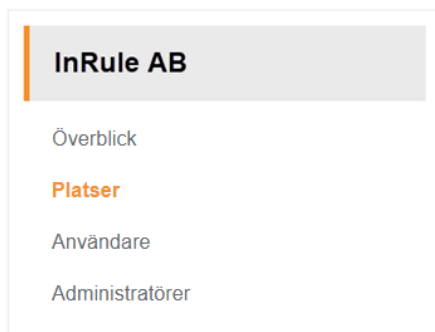 InRule AB
Överblick
Platser
Användare
Administratörer